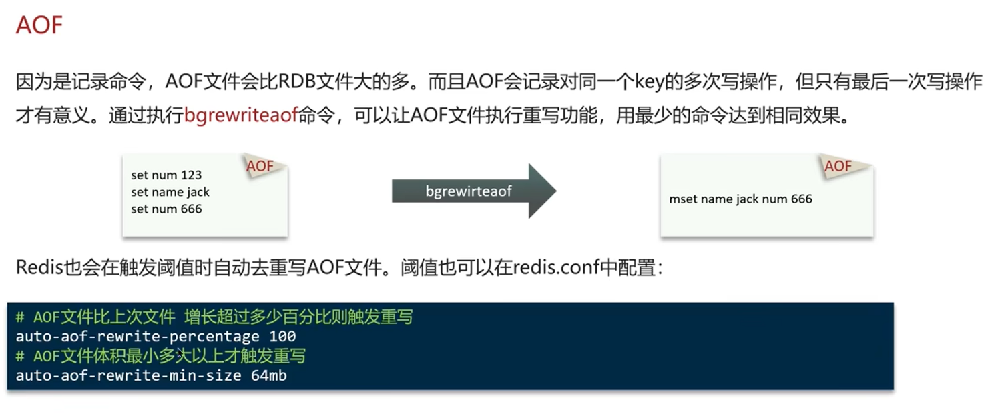 AOF
因为是记录命令，AOF文件会比RDB文件大的多。而且AOF会记录对同一个key的多次写操作，但只有最后一次写操作
才有意义。通过执行bgrewriteaof命令，可以让AOF文件执行重写功能，用最少的命令达到相同效果。
AOF
set num 123
set name jack
set num 666
bgrewirteaof
AOF
mset name jack num 666
Redis也会在触发阈值时自动去重写AOF文件。阈值也可以在redis.conf中配置：
# AOF文件比上次文件 增长超过多少百分比则触发重写
auto-aof-rewrite-percentage 100
# AOF文件体积最小多大以上才触发重写
auto-aof-rewrite-min-size 64mb